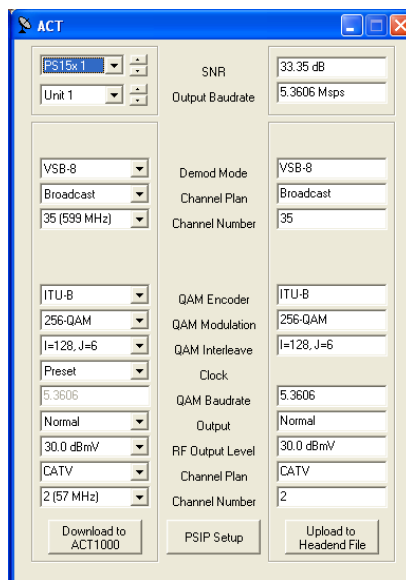 ACT
PS15x 1 SNR 33.35 dB
Unit 1 Output Baudrate 5.3606 Msps
VSB-8 Demod Mode VSB-8
Broadcast Channel Plan Broadcast
35 (599 MHz) Channel Number 35
ITU-B QAM Encoder ITU-B
256-QAM QAM Modulation 256-QAM
I=128, J=6 QAM Interleave I=128, J=6
Preset Clock
5.3606 QAM Baudrate 5.3606
Normal Output Normal
30.0 dBmV RF Output Level 30.0 dBmV
CATV Channel Plan CATV
2 (57 MHz) Channel Number 2
Download to ACT1000 PSIP Setup Upload to Headend File